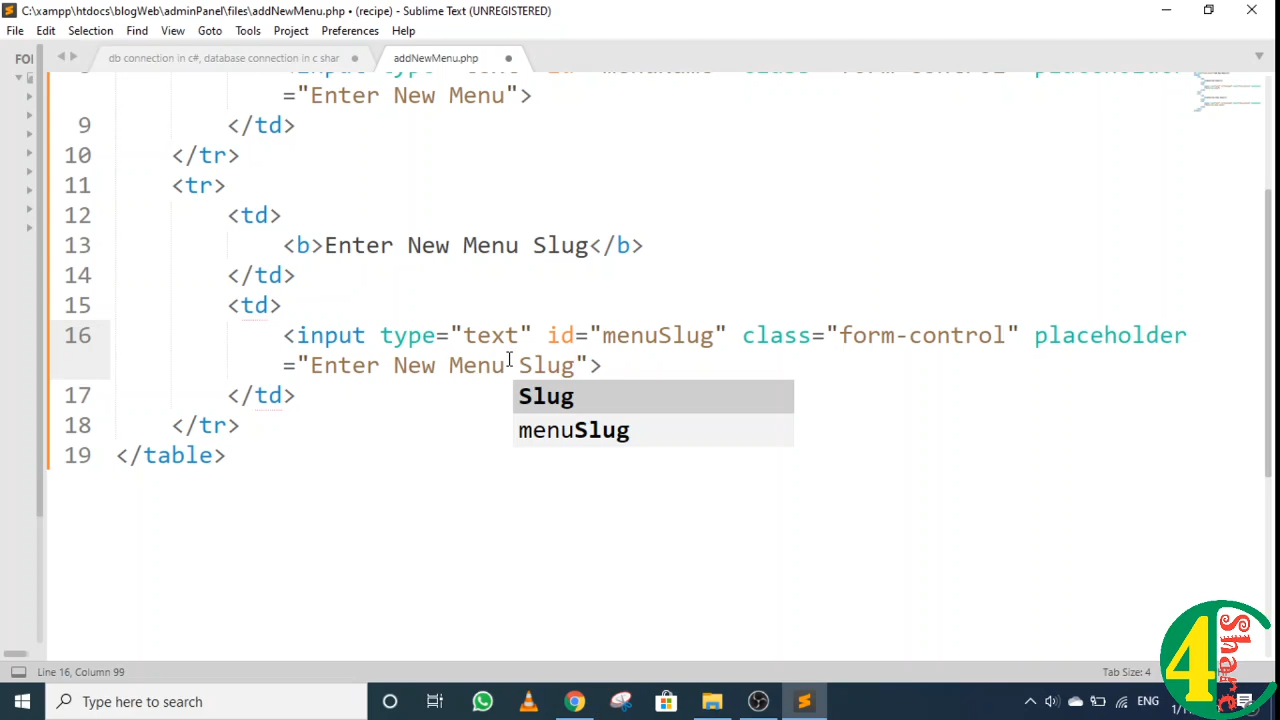 C:\xampp\htdocs\blogWeb\adminPanel\files\addNewMenu.php • (recipe) - Sublime Text (UNREGISTERED)
File Edit Selection Find View Goto Tools Project Preferences Help
FOl
db connection in c#, database connection in c shar
addNewMenu.php
="Enter New Menu">
9 </td>
10 </tr>
11 <tr>
12 <td>
13 <b>Enter New Menu Slug</b>
14 </td>
15 <td>
16 <input type="text" id="menuSlug" class="form-control" placeholder
="Enter New Menu Slug">
Slug
17 </td>
menuSlug
18 </tr>
19 </table>
Line 16, Column 99
Tab Size: 4
4
Share
Type here to search
ENG